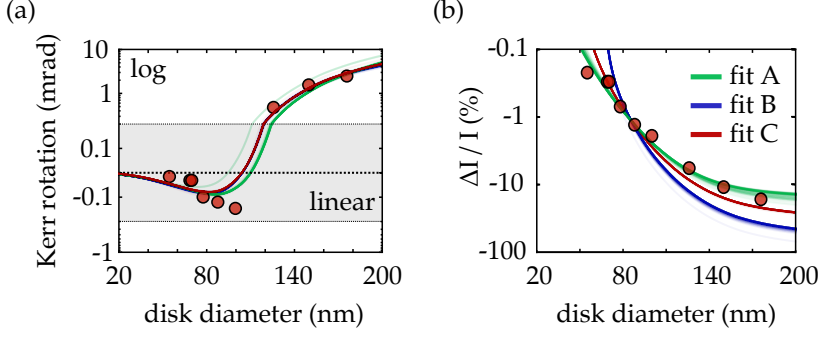 (a)
10
1
0.1
-0.1
-1
Kerr rotation (mrad)
log
linear
20 80 140 200
disk diameter (nm)
(b)
-0.1
-1
-10
-100
ΔI / I (%)
fit A
fit B
fit C
20 80 140 200
disk diameter (nm)